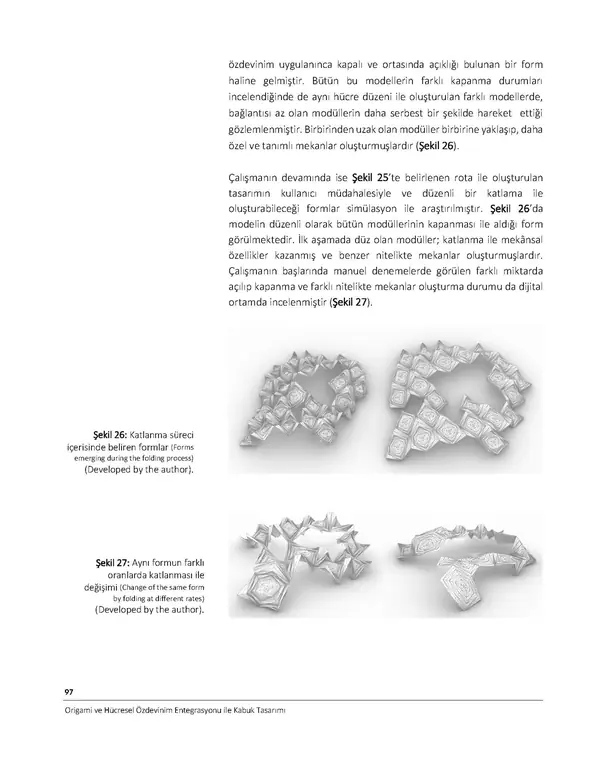 özdevinim uygulanınca kapalı ve ortasında açıklığı bulunan bir form
haline gelmiştir. Bütün bu modellerin farklı kapanma durumları
incelendiğinde de aynı hücre düzeni ile oluşturulan farklı modellerde,
bağlantısı az olan modüllerin daha serbest bir şekilde hareket ettiği
gözlemlenmiştir. Birbirinden uzak olan modüller birbirine yaklaşıp, daha
özel ve tanımlı mekanlar oluşturmuşlardır (Şekil 26).
Çalışmanın devamında ise Şekil 25'te belirlenen rota ile oluşturulan
tasarımın kullanıcı müdahalesiyle ve düzenli bir katlama ile
oluşturabileceği formlar simülasyon ile araştırılmıştır. Şekil 26'da
modelin düzenli olarak bütün modüllerinin kapanması ile aldığı form
görülmektedir. İlk aşamada düz olan modüller; katlanma ile mekânsal
özellikler kazanmış ve benzer nitelikte mekanlar oluşturmuşlardır.
Çalışmanın başlarında manuel denemelerde görülen farklı miktarda
açılıp kapanma ve farklı nitelikte mekanlar oluşturma durumu da dijital
ortamda incelenmiştir (Şekil 27).
Şekil 26: Katlanma süreci
içerisinde beliren formlar (Forms
emerging during the folding process)
(Developed by the author).
Şekil 27: Aynı formun farklı
oranlarda katlanması ile
değişimi (Change of the same form
by folding at different rates)
(Developed by the author).
97
Origami ve Hücresel Özdevinim Entegrasyonu ile Kabuk Tasarımı